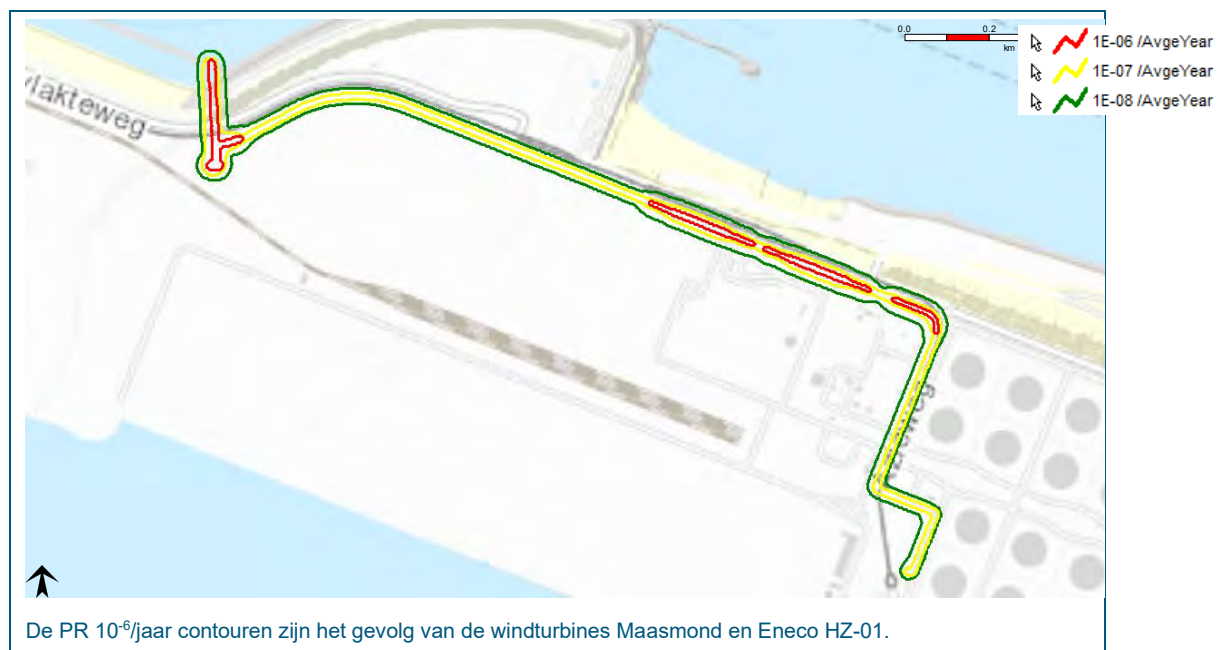 0.0 0.2
km
1E-06 /AvgeYear
1E-07 /AvgeYear
1E-08 /AvgeYear
vlakteweg
De PR 10⁻⁶/jaar contouren zijn het gevolg van de windturbines Maasmond en Eneco HZ-01.